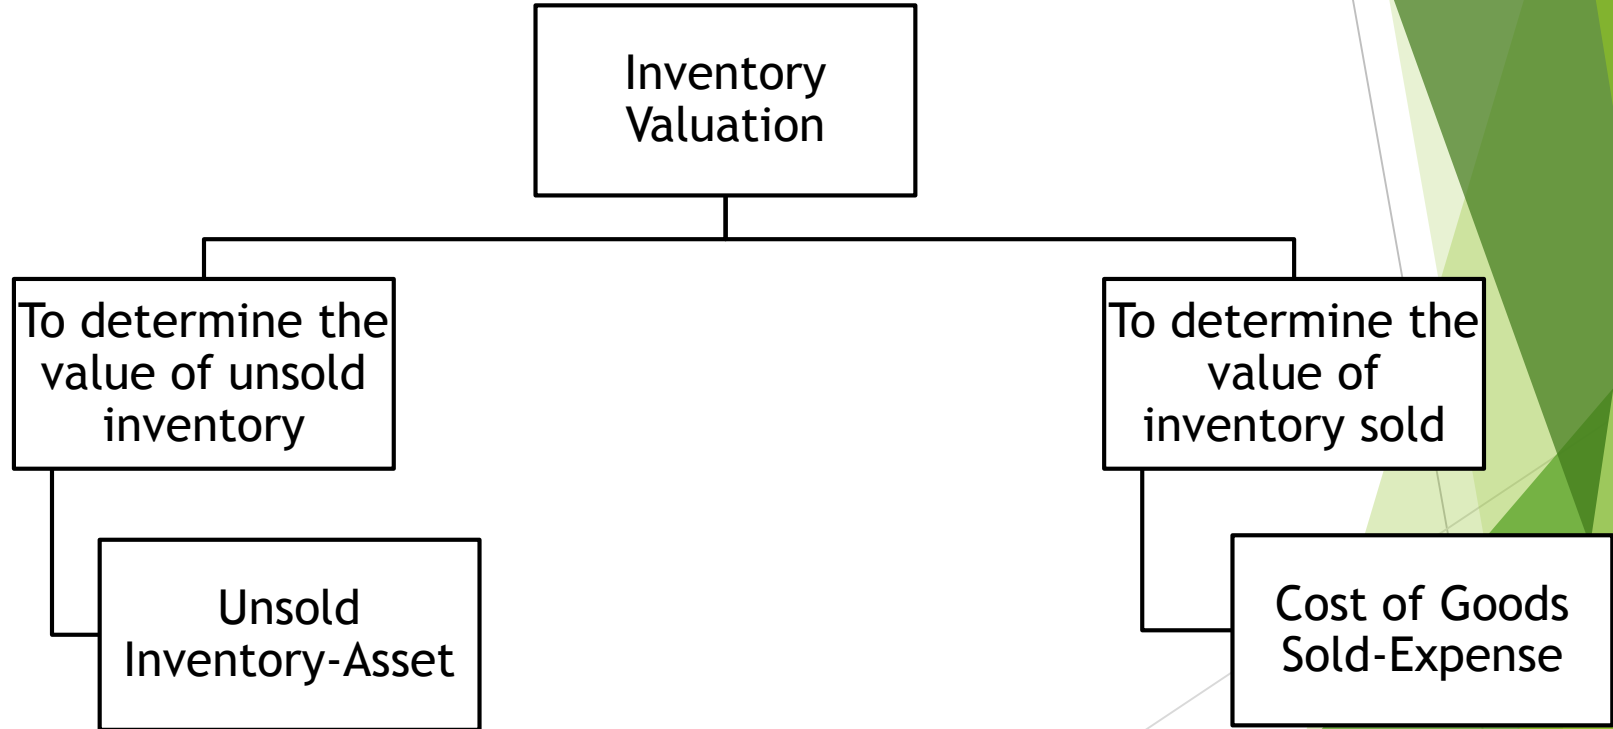 Inventory
Valuation
To determine the
value of unsold
inventory
To determine the
value of
inventory sold
Unsold
Inventory-Asset
Cost of Goods
Sold-Expense